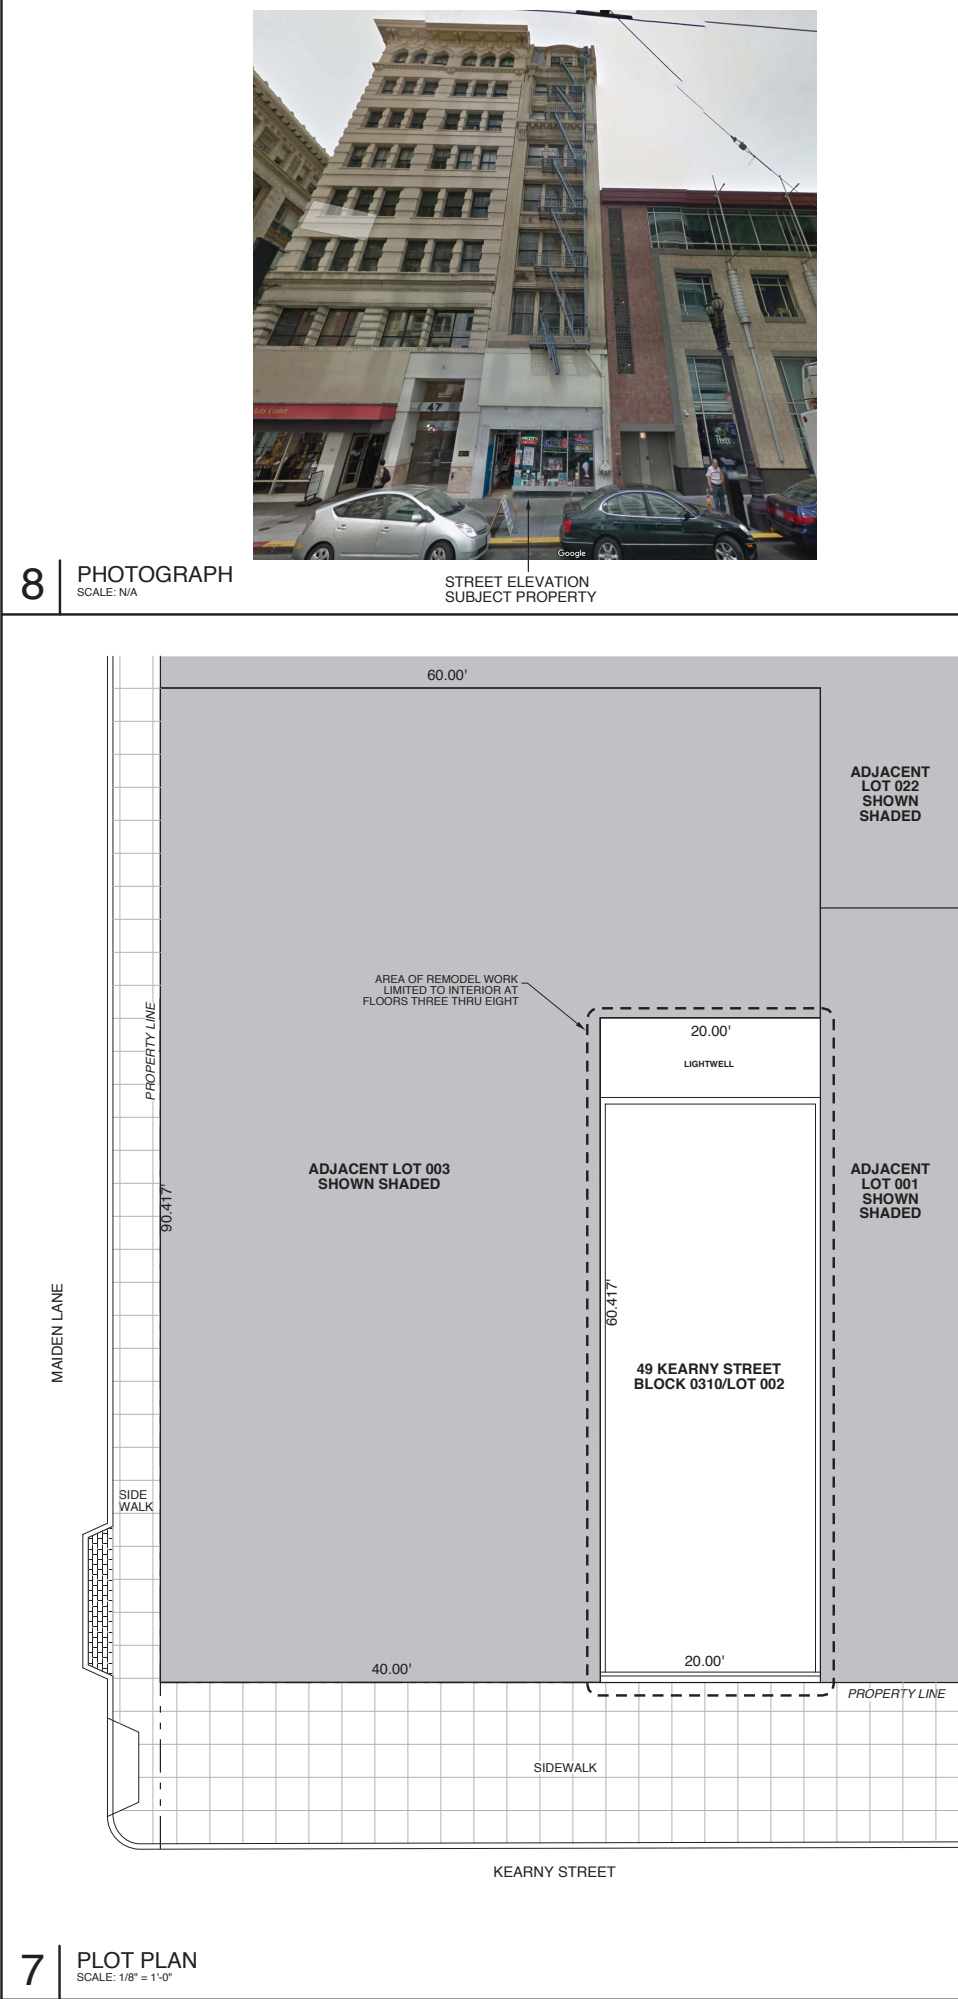 Arts Center
47
Peet's
Google
8
PHOTOGRAPH
SCALE: N/A
STREET ELEVATION
SUBJECT PROPERTY
60.00'
ADJACENT
LOT 022
SHOWN
SHADED
AREA OF REMODEL WORK
LIMITED TO INTERIOR AT
FLOORS THREE THRU EIGHT
20.00'
LIGHTWELL
PROPERTY LINE
ADJACENT LOT 003
SHOWN SHADED
ADJACENT
LOT 001
SHOWN
SHADED
90.417'
60.417'
MAIDEN LANE
49 KEARNY STREET
BLOCK 0310/LOT 002
SIDE
WALK
40.00'
20.00'
PROPERTY LINE
SIDEWALK
KEARNY STREET
7
PLOT PLAN
SCALE: 1/8" = 1'-0"